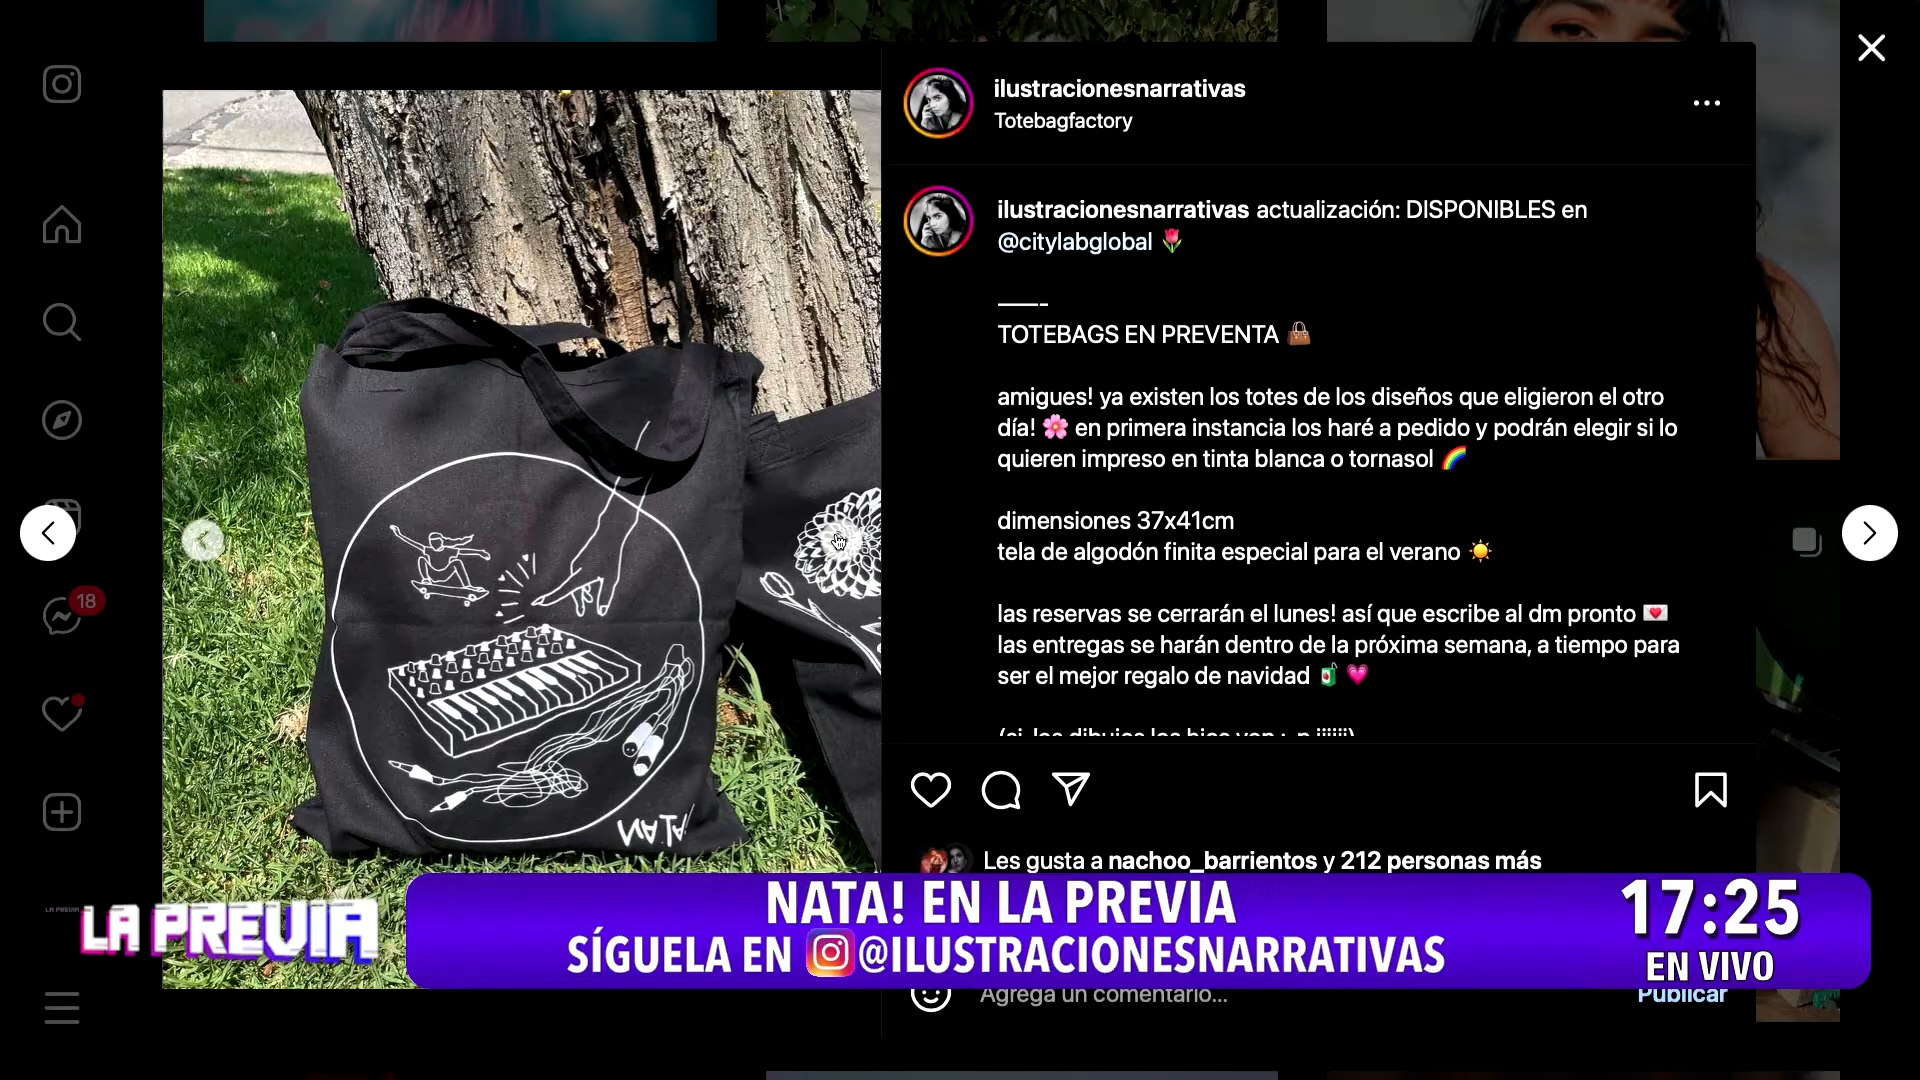 ilustracionesnarrativas
Totebagfactory
ilustracionesnarrativas actualización: DISPONIBLES en
@citylabglobal 🌷
——-
TOTEBAGS EN PREVENTA 👜
amigues! ya existen los totes de los diseños que eligieron el otro
día! 🌸 en primera instancia los haré a pedido y podrán elegir si lo
quieren impreso en tinta blanca o tornasol 🌈
dimensiones 37x41cm
tela de algodón finita especial para el verano ☀️
las reservas se cerrarán el lunes! así que escribe al dm pronto 💌
las entregas se harán dentro de la próxima semana, a tiempo para
ser el mejor regalo de navidad 🧃 💗
18
NATA
Les gusta a nachoo_barrientos y 212 personas más
LA PREVIA
LA PREVIA
NATA! EN LA PREVIA
SÍGUELA EN @ILUSTRACIONESNARRATIVAS
17:25
EN VIVO
Agrega un comentario...
Publicar